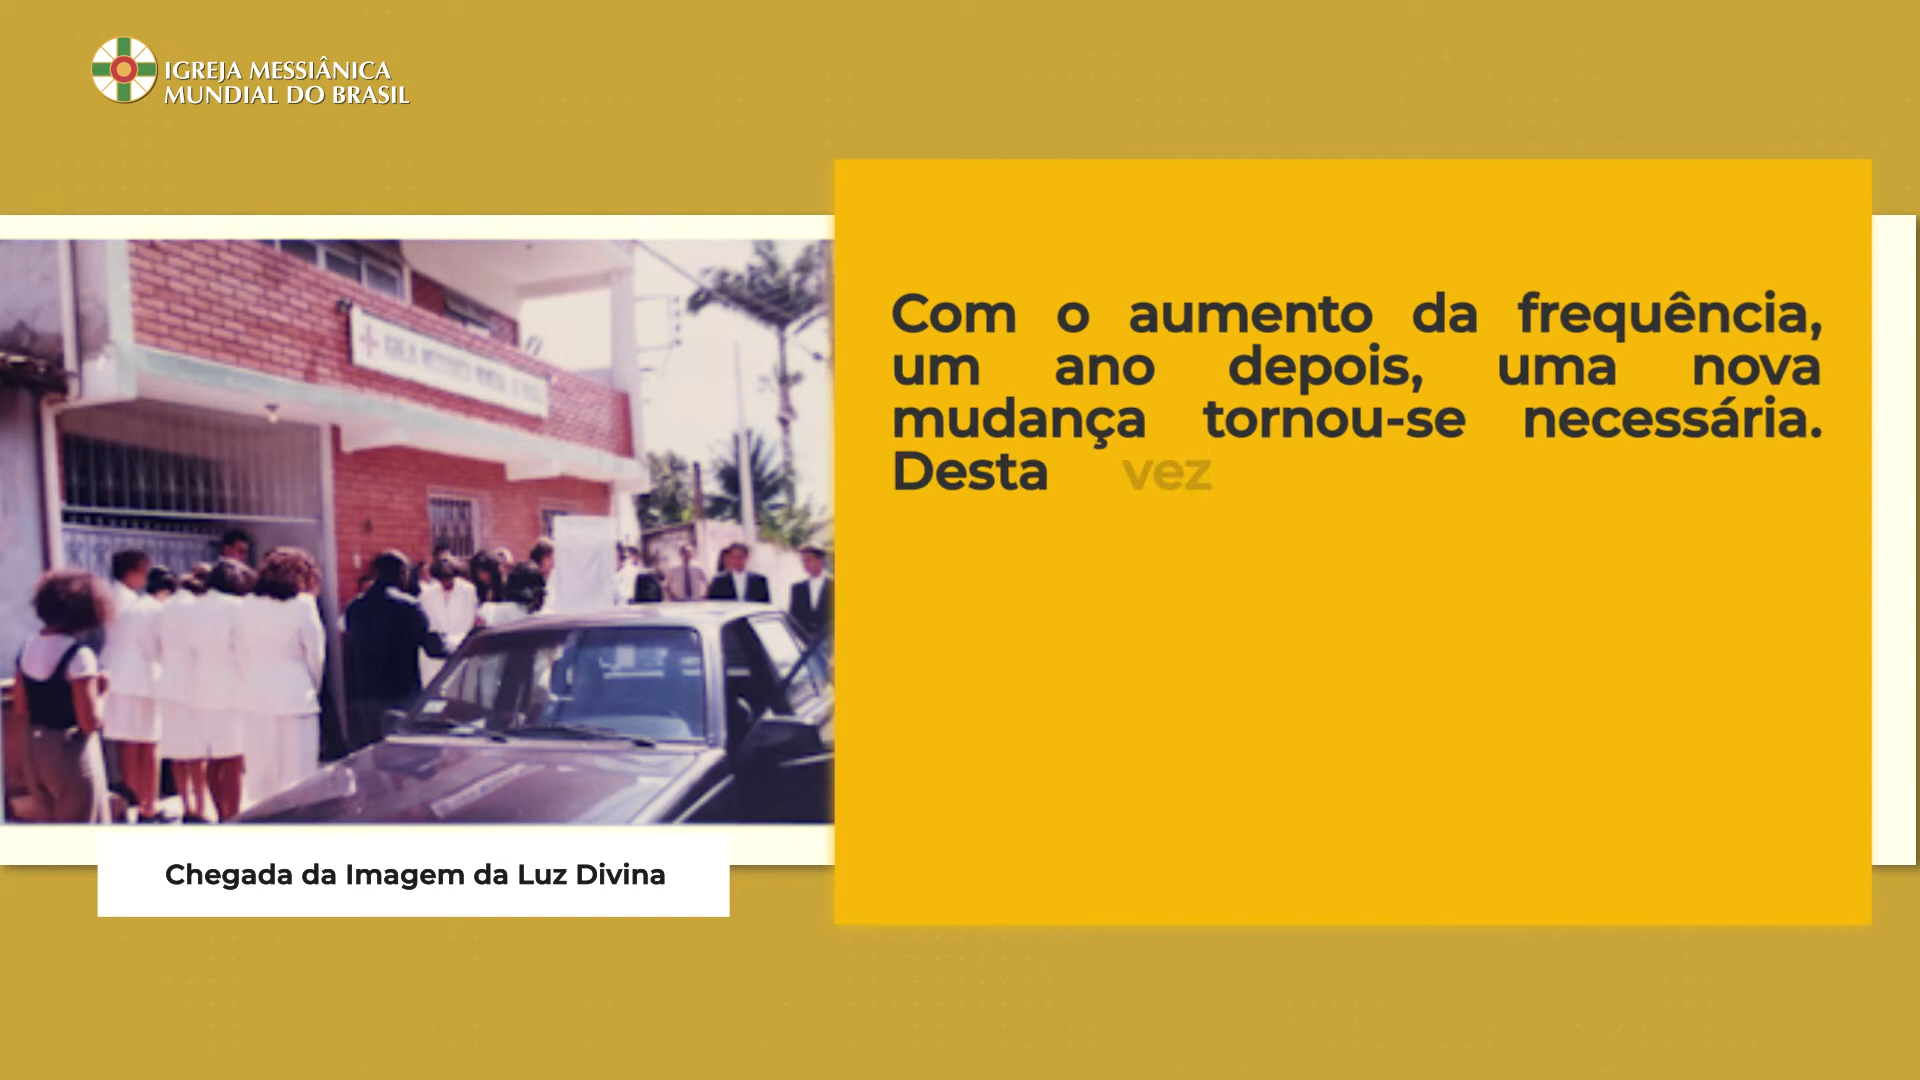 IGREJA MESSIÂNICA
MUNDIAL DO BRASIL
Com o aumento da frequência,
um ano depois, uma nova
mudança tornou-se necessária.
Desta vez
Chegada da Imagem da Luz Divina